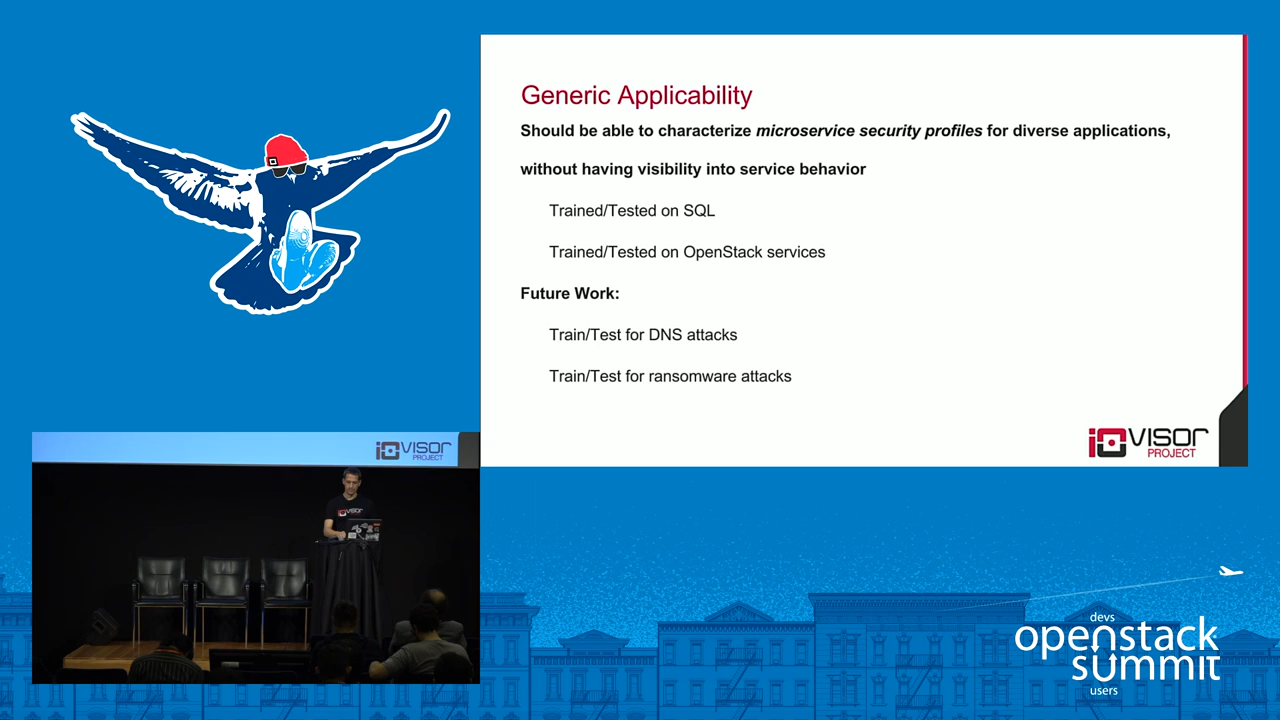 Generic Applicability
Should be able to characterize microservice security profiles for diverse applications,
without having visibility into service behavior
Trained/Tested on SQL
Trained/Tested on OpenStack services
Future Work:
Train/Test for DNS attacks
Train/Test for ransomware attacks
iOVISOR
PROJECT
iOVISOR
PROJECT
VISOR
devs
openstack
summit
users